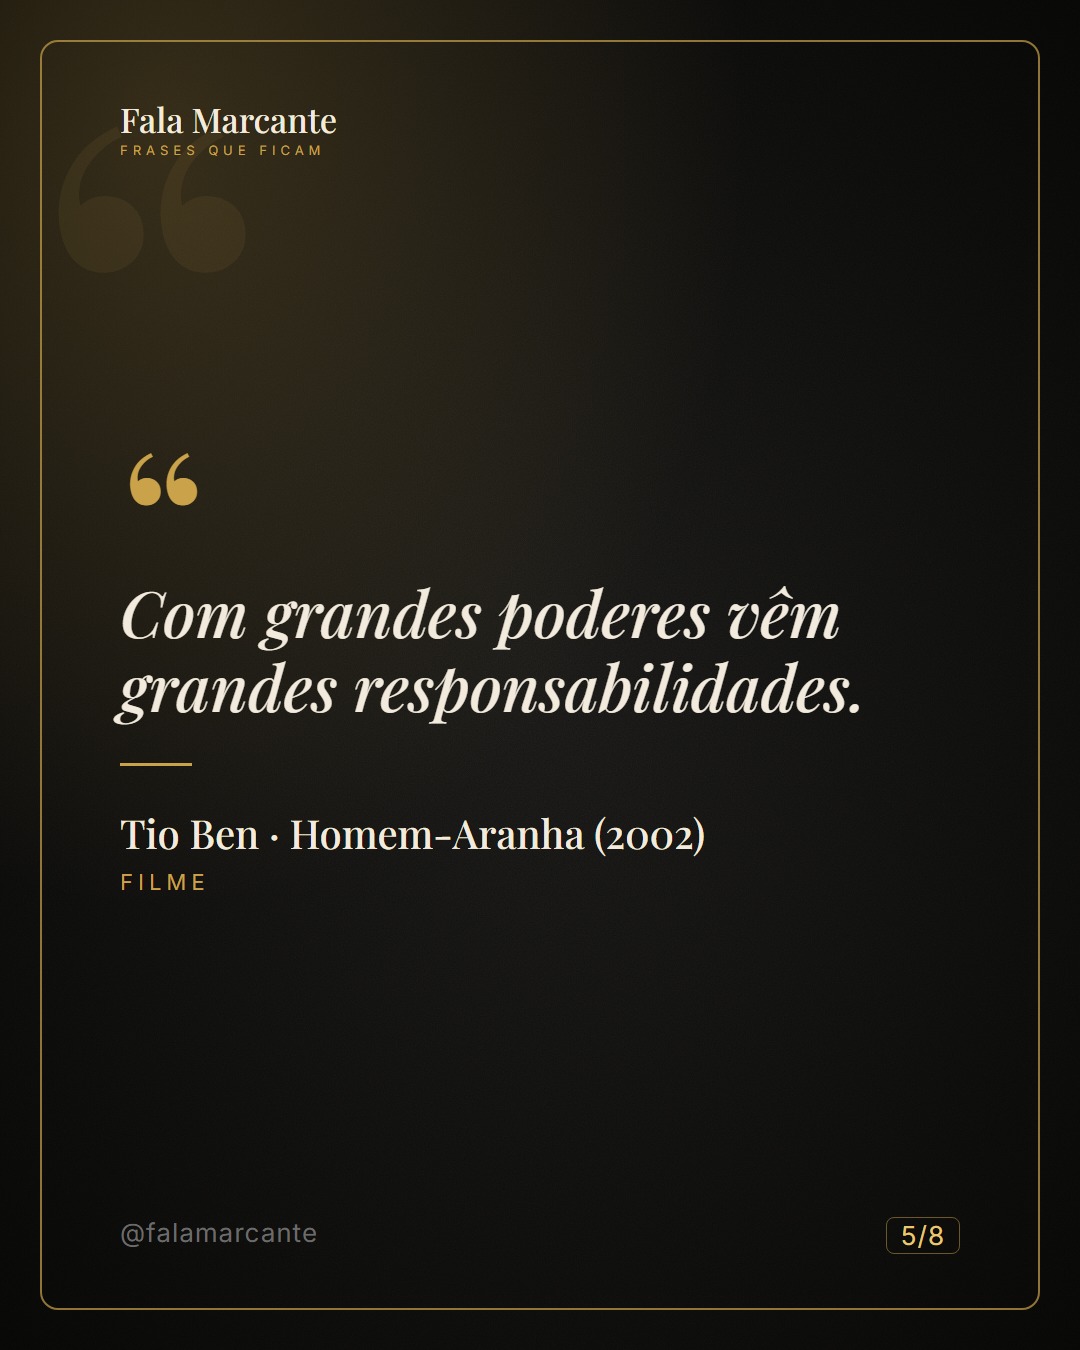 Fala Marcante
FRASES QUE FICAM
“
Com grandes poderes vêm
grandes responsabilidades.
Tio Ben · Homem-Aranha (2002)
FILME
@falamarcante
5/8